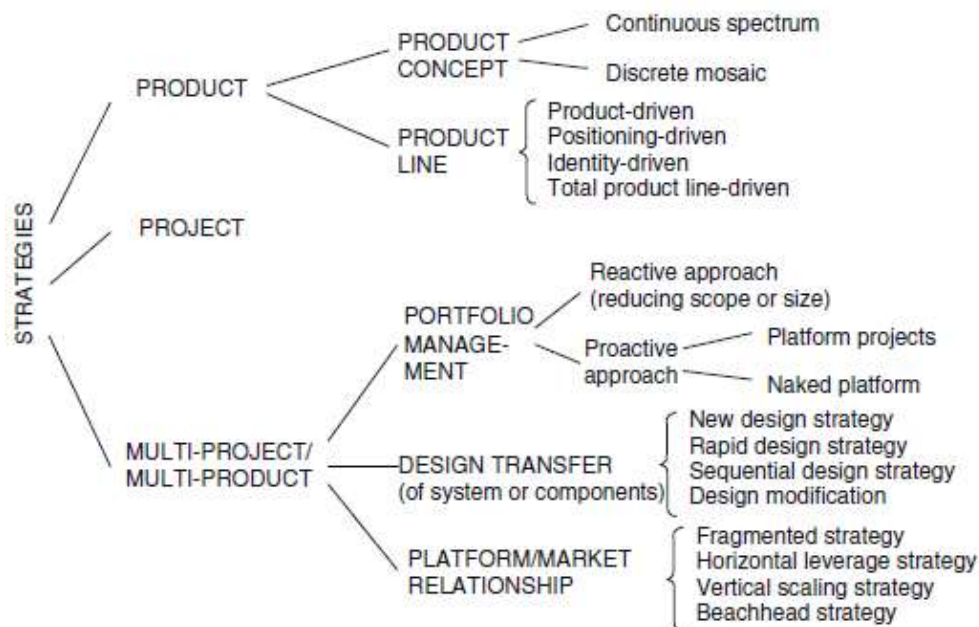 STRATEGIES
PRODUCT
PRODUCT
CONCEPT
Continuous spectrum
Discrete mosaic
PRODUCT
LINE
Product-driven
Positioning-driven
Identity-driven
Total product line-driven
PROJECT
MULTI-PROJECT/
MULTI-PRODUCT
PORTFOLIO
MANAGE-
MENT
Reactive approach
(reducing scope or size)
Proactive
approach
Platform projects
Naked platform
DESIGN TRANSFER
(of system or components)
New design strategy
Rapid design strategy
Sequential design strategy
Design modification
PLATFORM/MARKET
RELATIONSHIP
Fragmented strategy
Horizontal leverage strategy
Vertical scaling strategy
Beachhead strategy